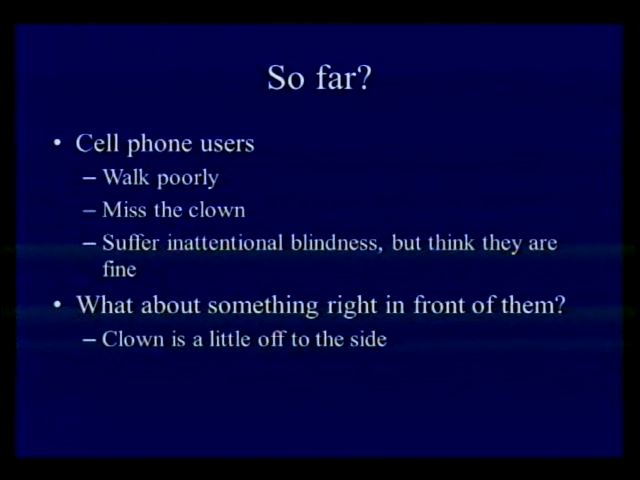 So far?
• Cell phone users
– Walk poorly
– Miss the clown
– Suffer inattentional blindness, but think they are
fine
• What about something right in front of them?
– Clown is a little off to the side